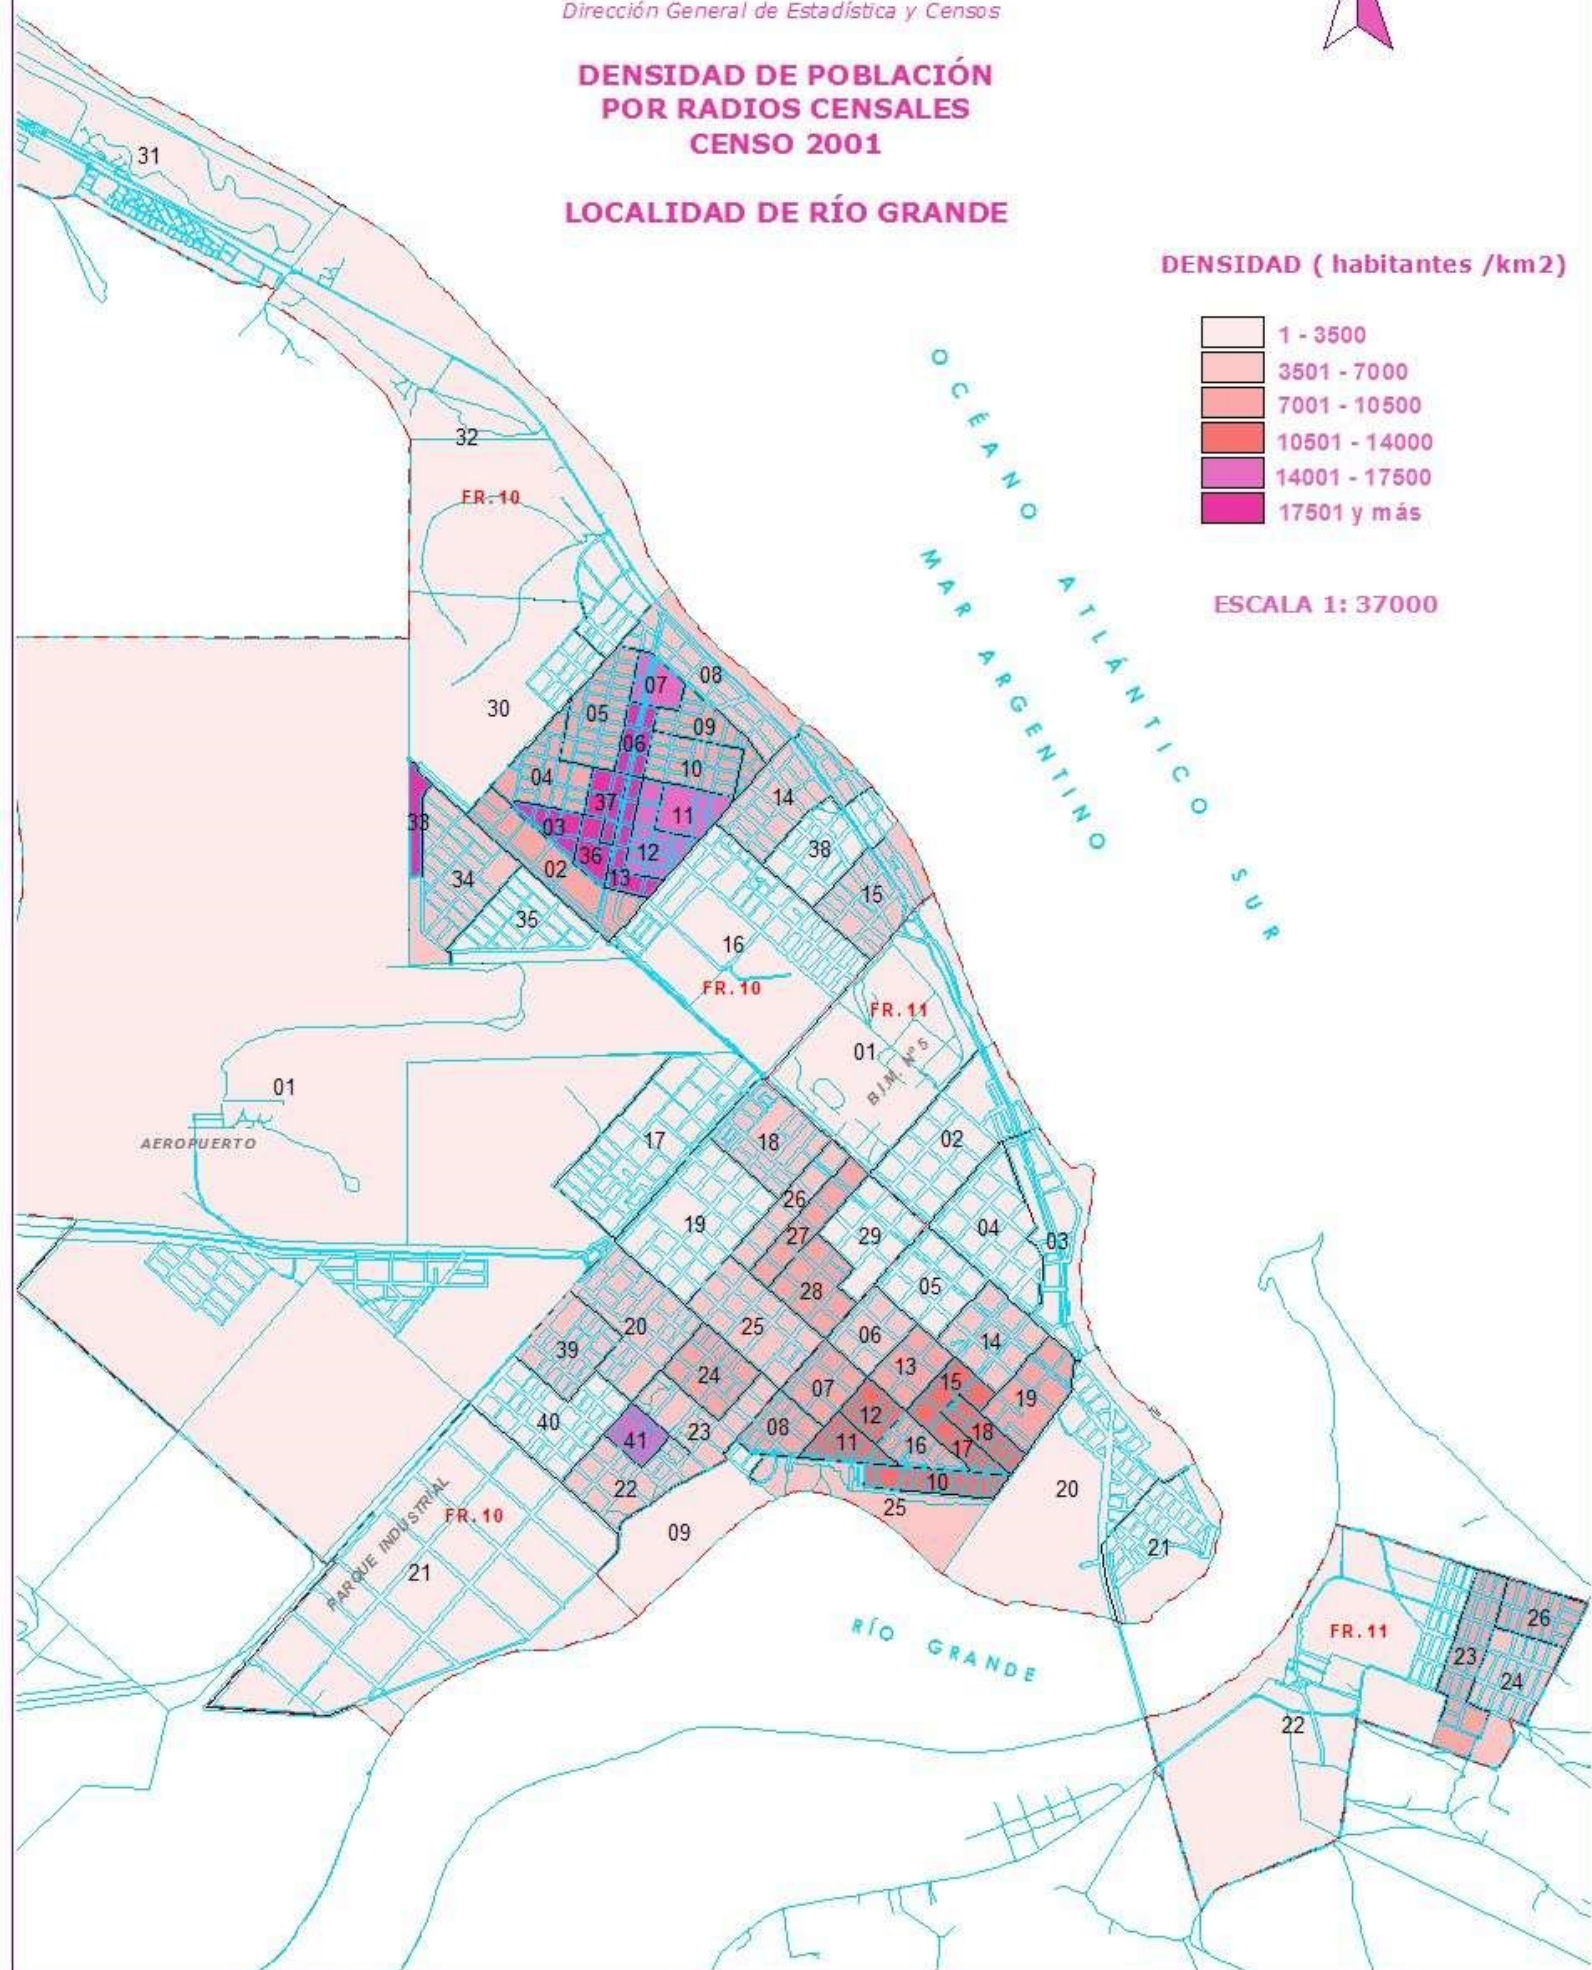 Dirección General de Estadística y Censos
DENSIDAD DE POBLACIÓN
POR RADIOS CENSALES
CENSO 2001
LOCALIDAD DE RÍO GRANDE
DENSIDAD ( habitantes /km2)
1 - 3500
3501 - 7000
7001 - 10500
10501 - 14000
14001 - 17500
17501 y más
ESCALA 1: 37000
OCÉANO ATLÁNTICO SUR
MAR ARGENTINO
31
32
FR.10
30
08
07
05
09
06
10
04
37
11
03
36
12
02
13
33
34
35
14
38
15
16
FR.10
FR.11
01
B.I.M. Nº 5
01
AEROPUERTO
17
18
02
26
19
27
29
04
03
28
05
20
25
06
14
39
24
13
15
07
19
40
12
08
18
41
23
11
16
17
10
22
25
20
09
21
PARQUE INDUSTRIAL
FR.10
21
RÍO GRANDE
FR.11
26
23
24
22